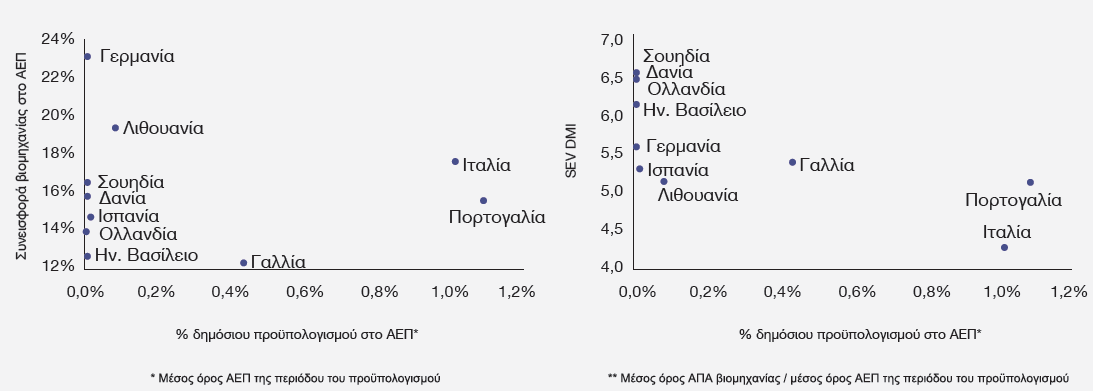 Συνεισφορά βιομηχανίας στο ΑΕΠ
24%
22%
20%
18%
16%
14%
12%
Γερμανία
Λιθουανία
Ιταλία
Σουηδία
Δανία
Πορτογαλία
Ισπανία
Ολλανδία
Ην. Βασίλειο
Γαλλία
0,0%
0,2%
0,4%
0,6%
0,8%
1,0%
1,2%
% δημόσιου προϋπολογισμού στο ΑΕΠ*
* Μέσος όρος ΑΕΠ της περιόδου του προϋπολογισμού
SEV DMI
7,0
6,5
6,0
5,5
5,0
4,5
4,0
Σουηδία
Δανία
Ολλανδία
Ην. Βασίλειο
Γερμανία
Ισπανία
Γαλλία
Λιθουανία
Πορτογαλία
Ιταλία
0,0%
0,2%
0,4%
0,6%
0,8%
1,0%
1,2%
% δημόσιου προϋπολογισμού στο ΑΕΠ*
** Μέσος όρος ΑΠΑ βιομηχανίας / μέσος όρος ΑΕΠ της περιόδου του προϋπολογισμού